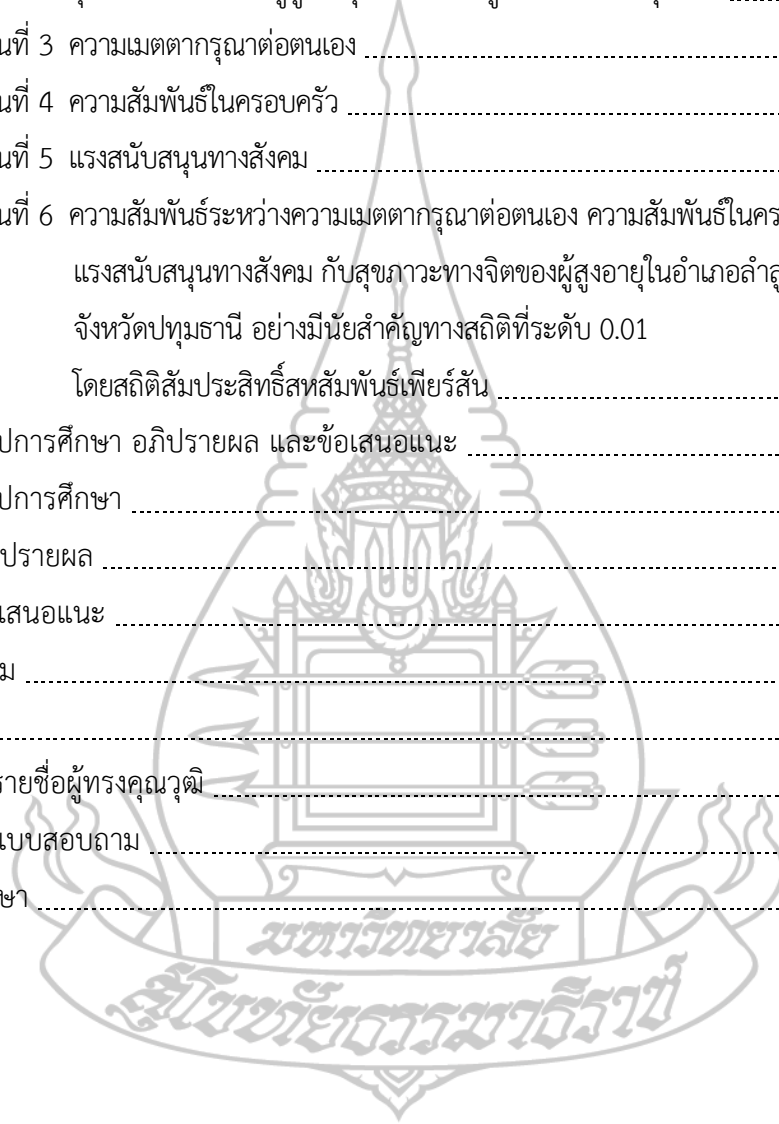 นที่ 3 ความเมตตากรุณาต่อตนเอง
นที่ 4 ความสัมพันธ์ในครอบครัว
นที่ 5 แรงสนับสนุนทางสังคม
นที่ 6 ความสัมพันธ์ระหว่างความเมตตากรุณาต่อตนเอง ความสัมพันธ์ในคร
แรงสนับสนุนทางสังคม กับสุขภาวะทางจิตของผู้สูงอายุในอำเภอลำลู
จังหวัดปทุมธานี อย่างมีนัยสำคัญทางสถิติที่ระดับ 0.01
โดยสถิติสัมประสิทธิ์สหสัมพันธ์เพียร์สัน
ปการศึกษา อภิปรายผล และข้อเสนอแนะ
ปการศึกษา
ปรายผล
เสนอแนะ
ม
รายชื่อผู้ทรงคุณวุฒิ
แบบสอบถาม
ษา
มหาวิทยาลัย
สุโขทัยธรรมาธิราช